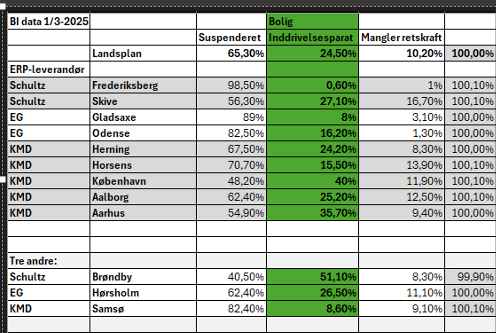 BI data 1/3-2025 Bolig
Suspenderet Inddrivelsesparat Mangler retskraft
Landsplan 65,30% 24,50% 10,20% 100,00%
ERP-leverandør
Schultz Frederiksberg 98,50% 0,60% 1% 100,10%
Schultz Skive 56,30% 27,10% 16,70% 100,10%
EG Gladsaxe 89% 8% 3,10% 100,00%
EG Odense 82,50% 16,20% 1,30% 100,00%
KMD Herning 67,50% 24,20% 8,30% 100,00%
KMD Horsens 70,70% 15,50% 13,90% 100,10%
KMD København 48,20% 40% 11,90% 100,10%
KMD Aalborg 62,40% 25,20% 12,50% 100,10%
KMD Aarhus 54,90% 35,70% 9,40% 100,00%
Tre andre:
Schultz Brøndby 40,50% 51,10% 8,30% 99,90%
EG Hørsholm 62,40% 26,50% 11,10% 100,00%
KMD Samsø 82,40% 8,60% 9,10% 100,10%